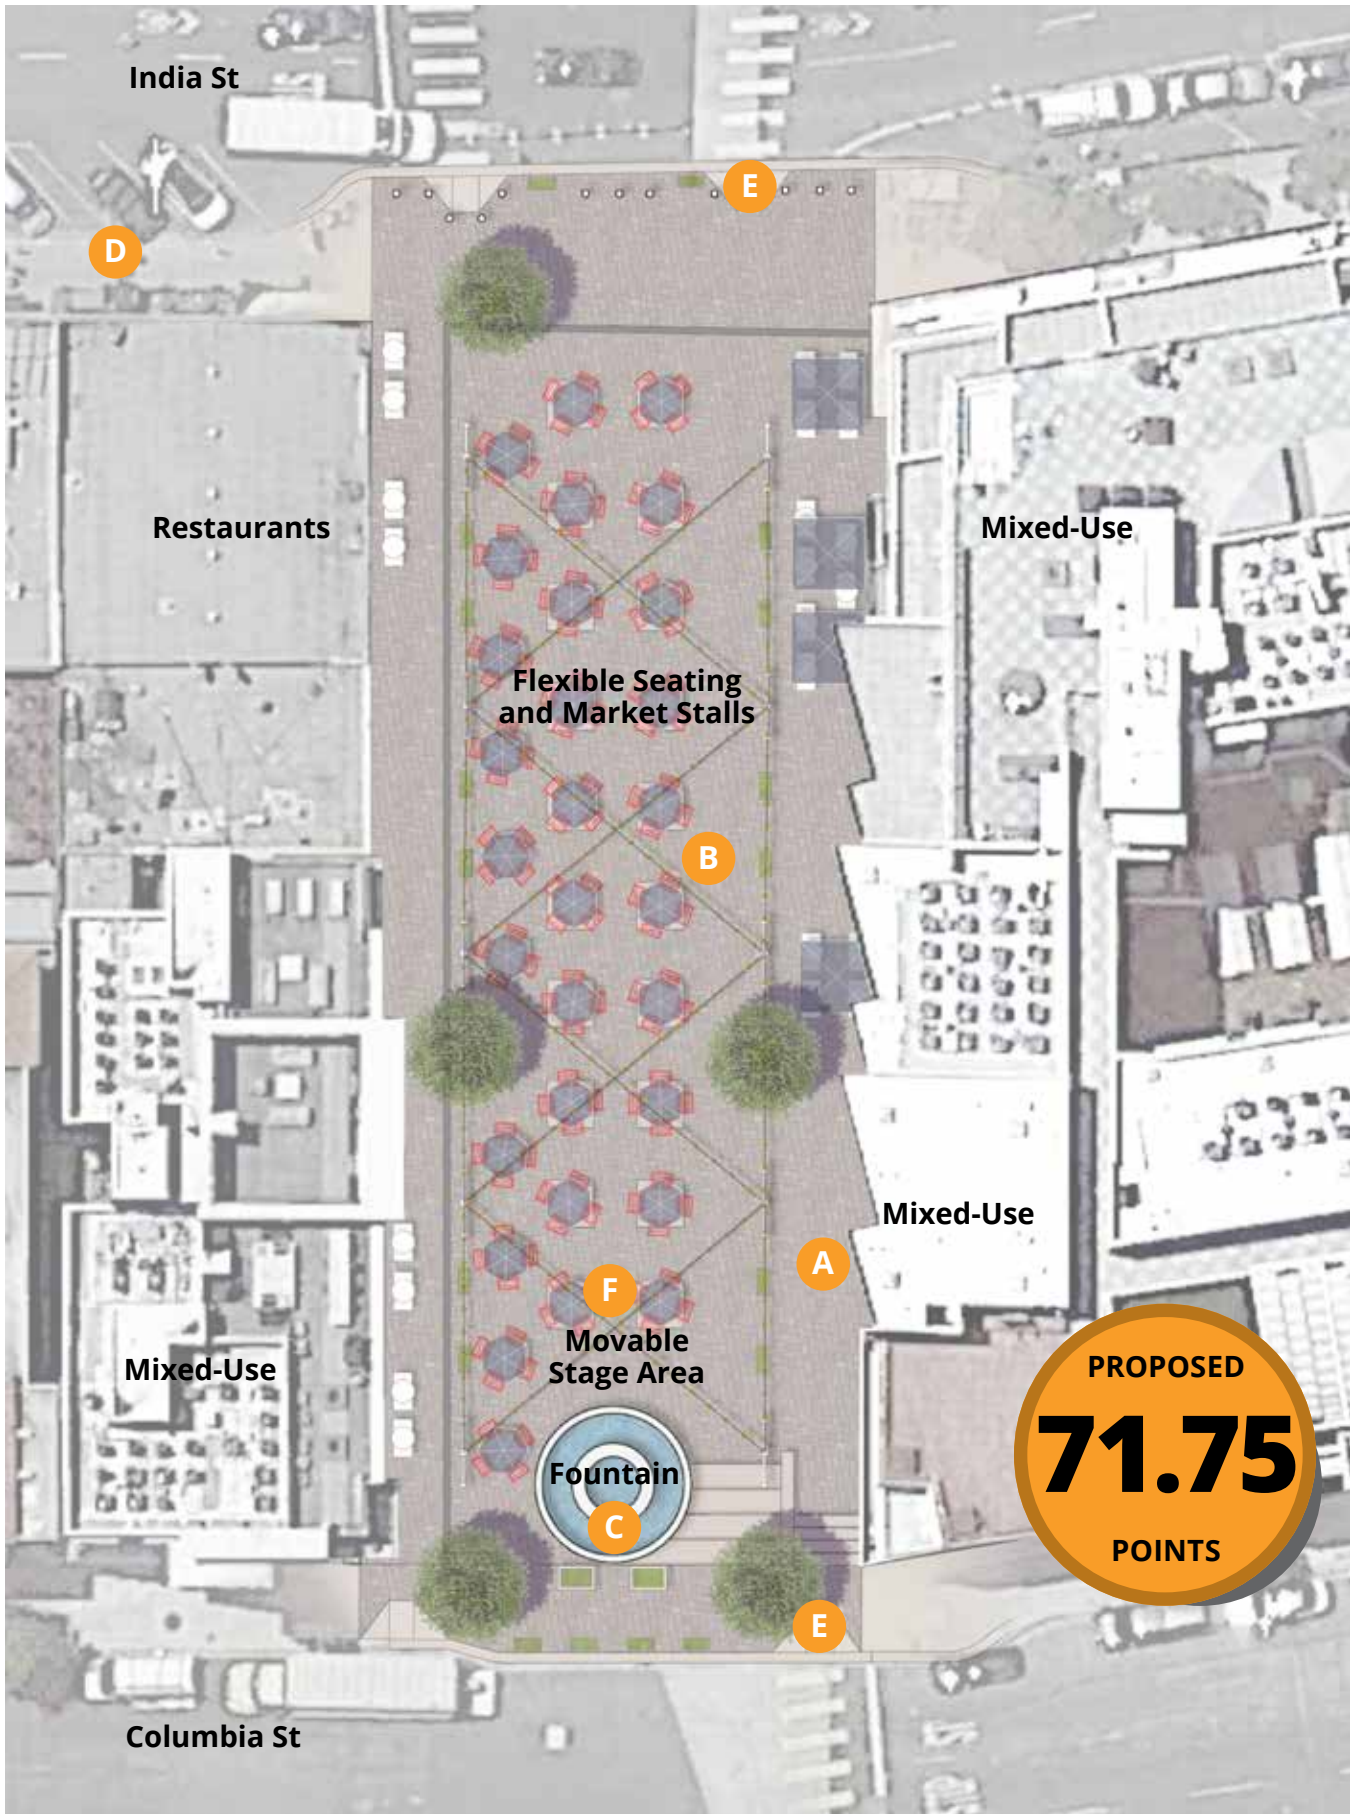 India St
E
D
Restaurants
Mixed-Use
Flexible Seating
and Market Stalls
B
Mixed-Use
A
F
Movable
Stage Area
Mixed-Use
PROPOSED
71.75
POINTS
Fountain
C
E
Columbia St